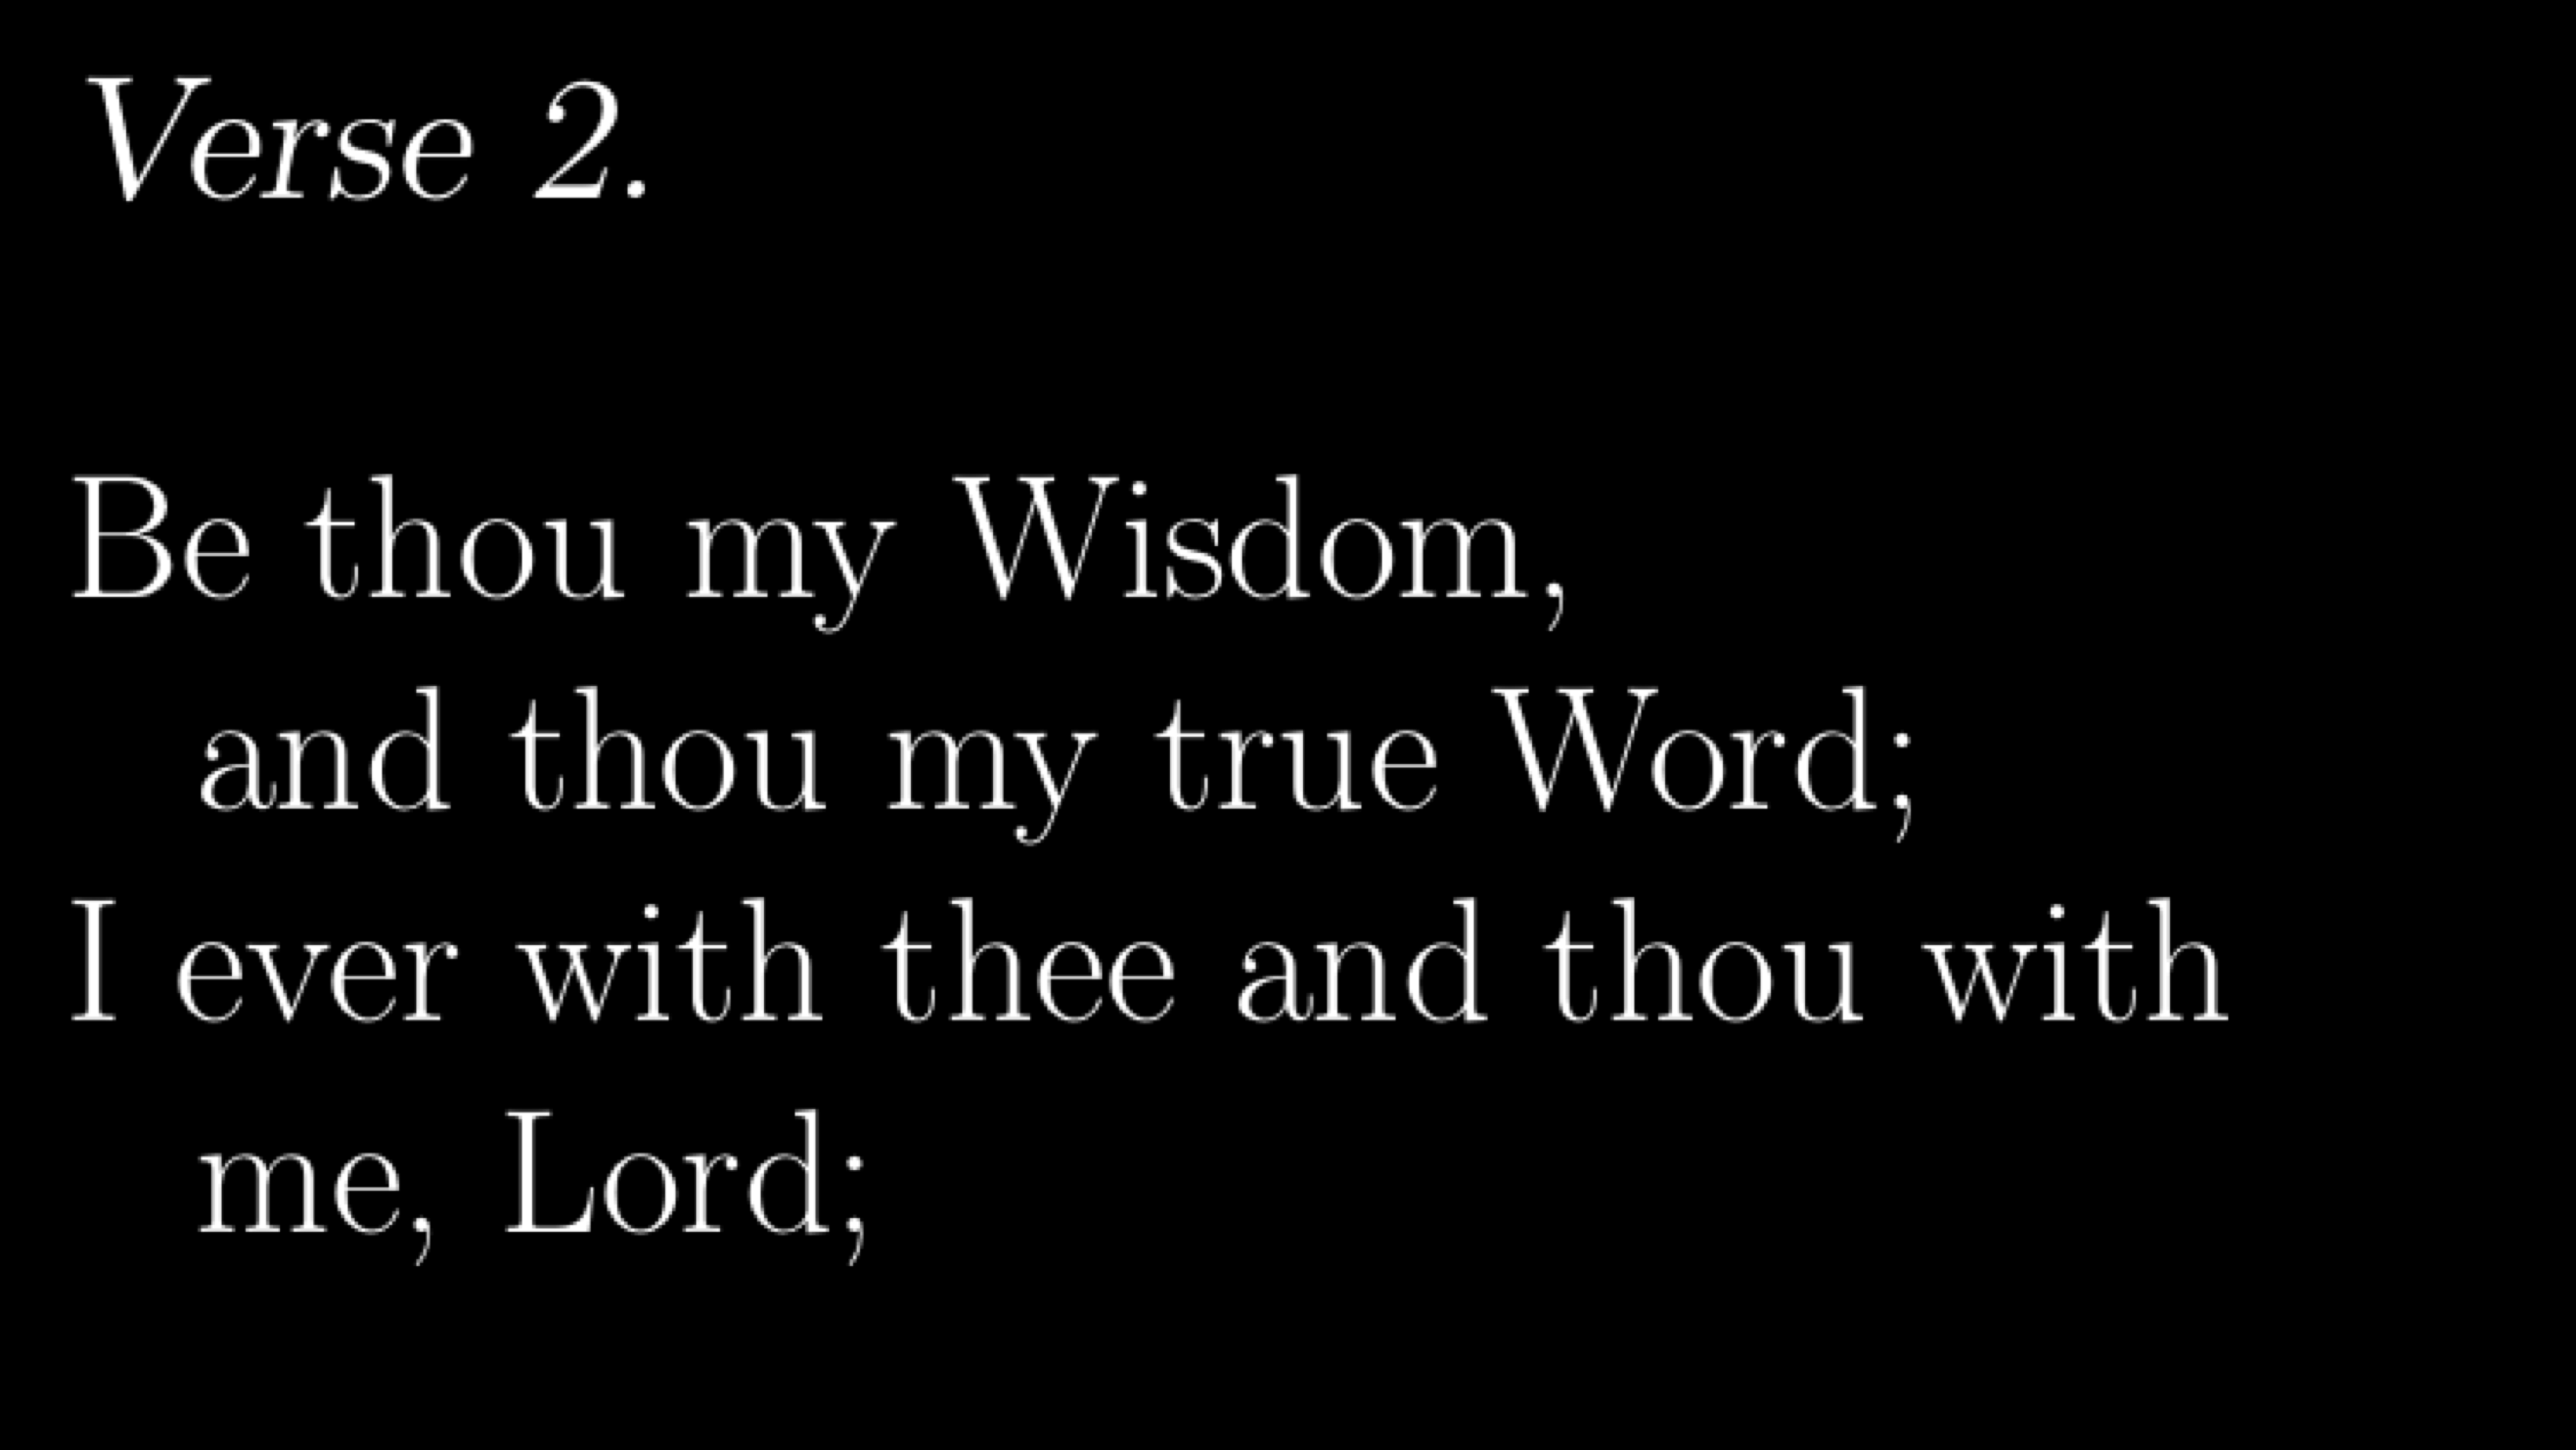 Verse 2.
Be thou my Wisdom,
and thou my true Word;
I ever with thee and thou with
me, Lord;